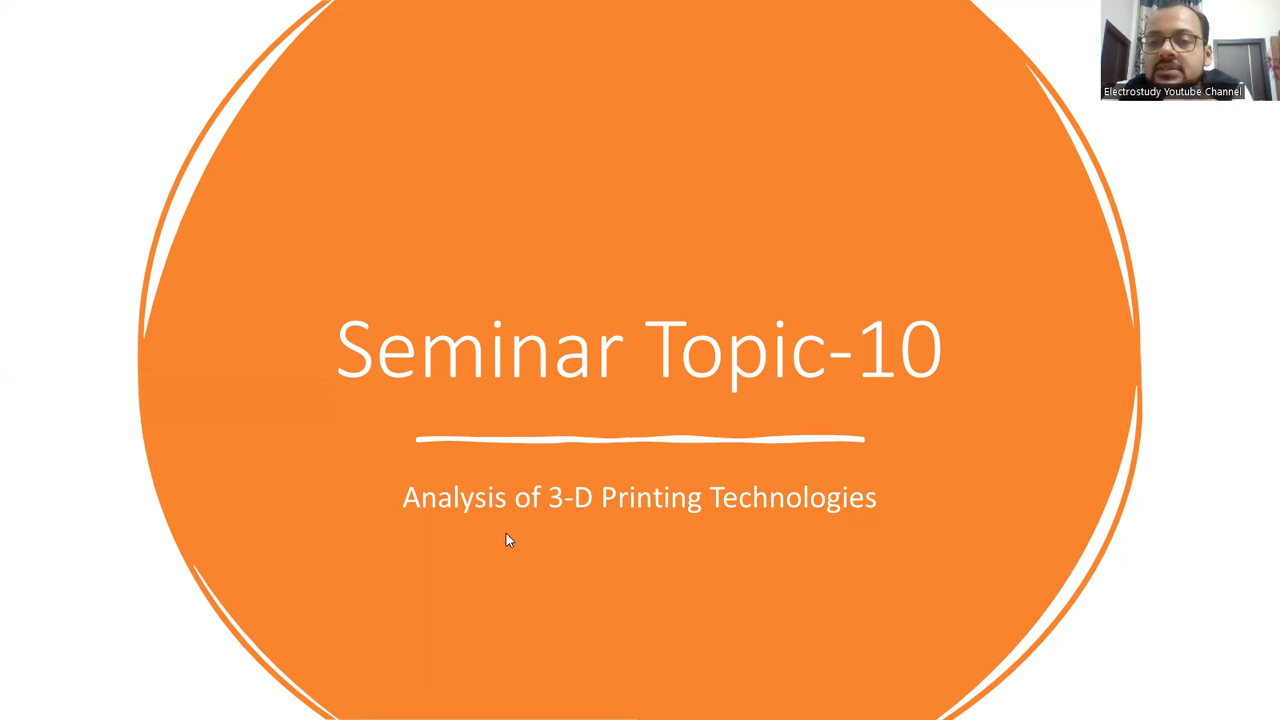 Electrostudy Youtube Channel
Seminar Topic-10
Analysis of 3-D Printing Technologies